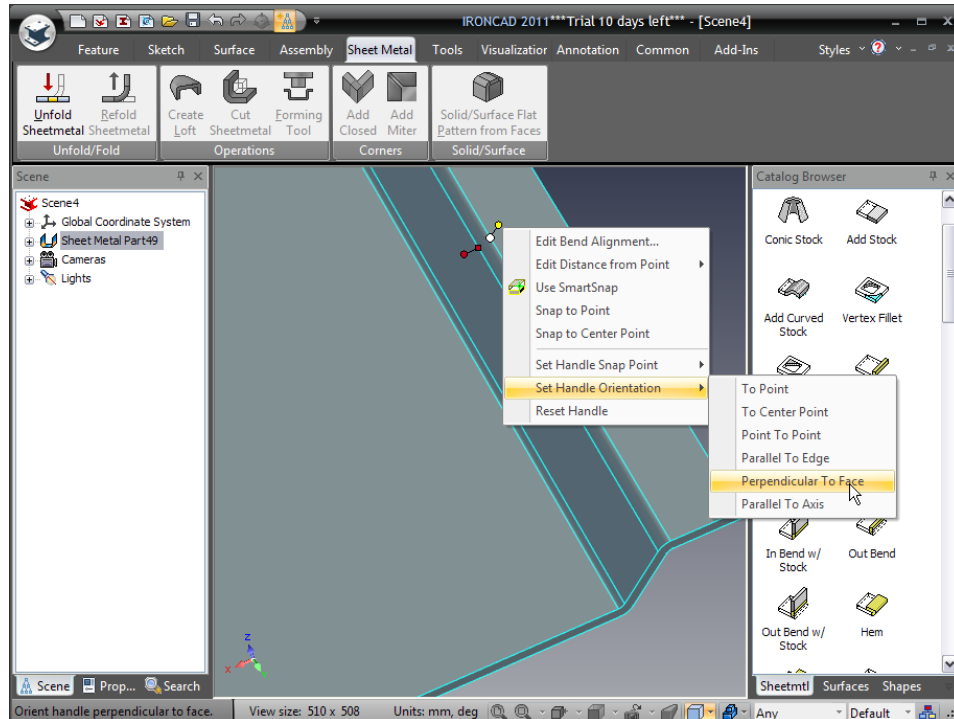 IRONCAD 2011***Trial 10 days left*** - [Scene4]
Feature Sketch Surface Assembly Sheet Metal Tools Visualizatior Annotation Common Add-Ins Styles
Unfold Sheetmetal
Refold Sheetmetal
Create Loft
Cut Sheetmetal
Forming Tool
Add Closed
Add Miter
Solid/Surface Flat Pattern from Faces
Unfold/Fold Operations Corners Solid/Surface
Scene
Scene4
Global Coordinate System
Sheet Metal Part49
Cameras
Lights
Edit Bend Alignment...
Edit Distance from Point
Use SmartSnap
Snap to Point
Snap to Center Point
Set Handle Snap Point
Set Handle Orientation
Reset Handle
To Point
To Center Point
Point To Point
Parallel To Edge
Perpendicular To Face
Parallel To Axis
z
x
Catalog Browser
Conic Stock Add Stock
Add Curved Stock
Vertex Fillet
In Bend w/ Stock
Out Bend
Out Bend w/ Stock
Hem
Scene Prop... Search
Sheetmtl Surfaces Shapes
Orient handle perpendicular to face. View size: 510 x 508 Units: mm, deg Any Default